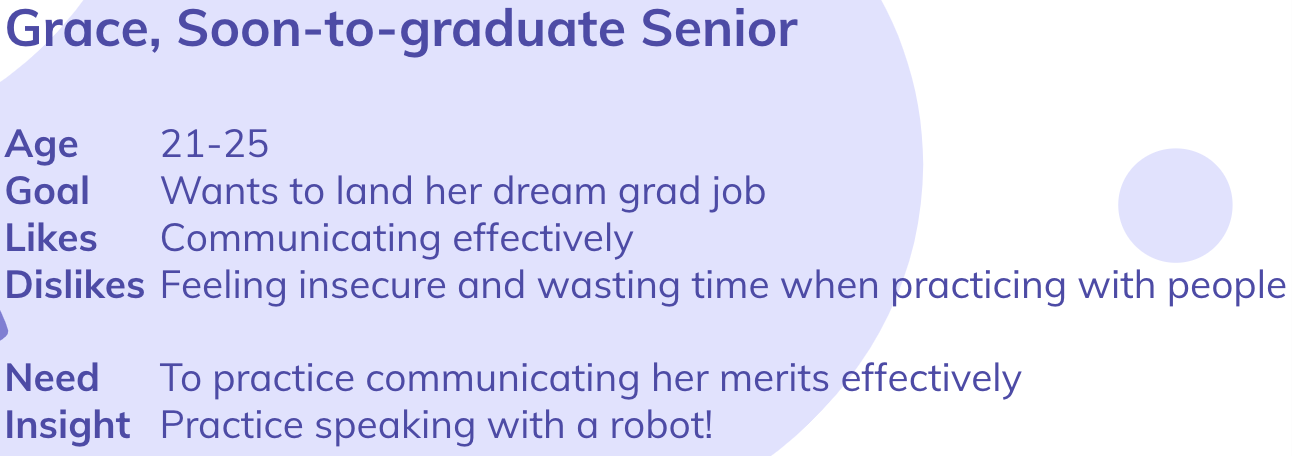 Grace, Soon-to-graduate Senior
Age 21-25
Goal Wants to land her dream grad job
Likes Communicating effectively
Dislikes Feeling insecure and wasting time when practicing with people
Need To practice communicating her merits effectively
Insight Practice speaking with a robot!